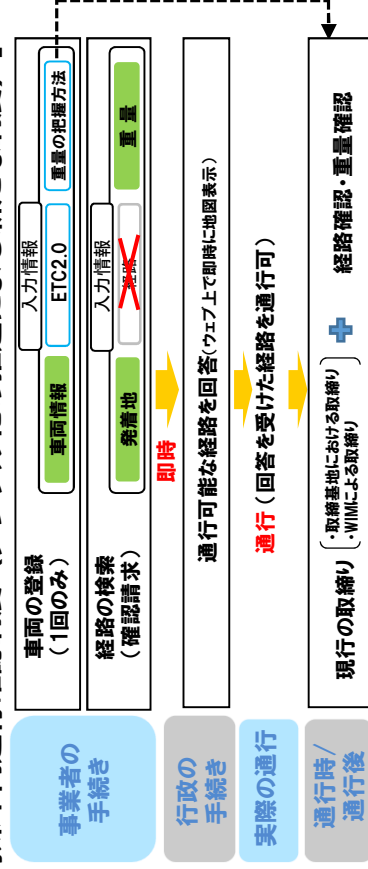 事業者の
手続き
車両の登録
(1回のみ)
入力情報
車両情報
ETC2.0
重量の把握方法
経路の検索
(確認請求)
入力情報
発着地
経路
重 量
即時
行政の
手続き
通行可能な経路を回答(ウェブ上で即時に地図表示)
実際の通行
通行(回答を受けた経路を通行可)
通行時/
通行後
現行の取締り
・取締基地における取締り
・WIMによる取締り
経路確認・重量確認